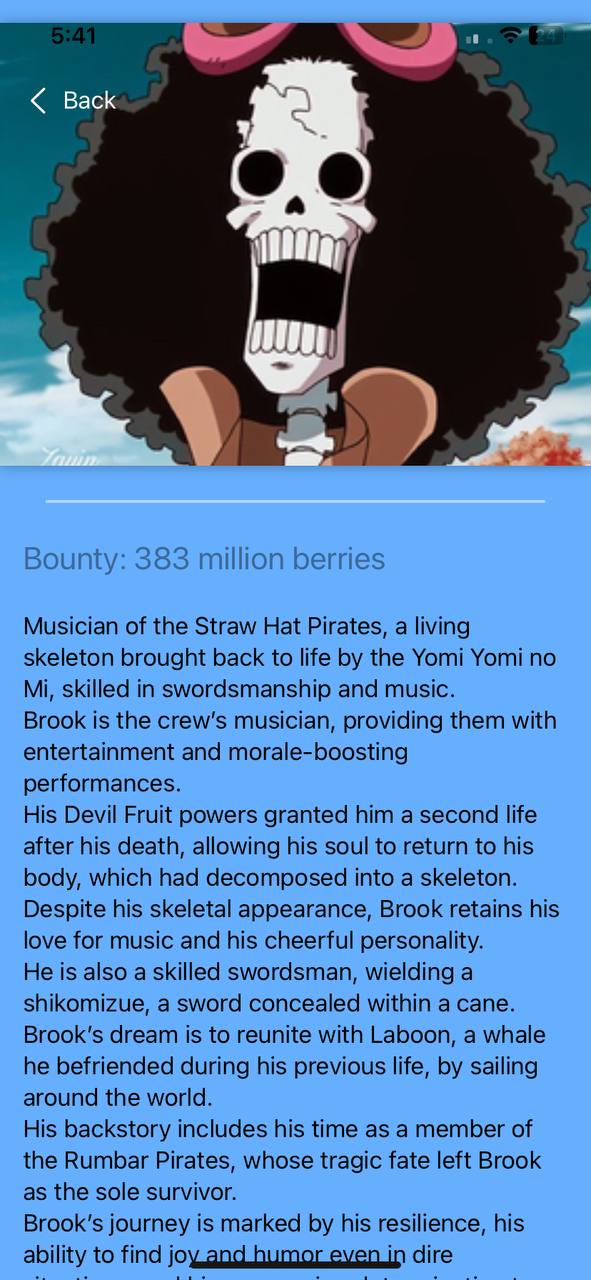 5:41
24
Back
Zayin
Bounty: 383 million berries
Musician of the Straw Hat Pirates, a living
skeleton brought back to life by the Yomi Yomi no
Mi, skilled in swordsmanship and music.
Brook is the crew’s musician, providing them with
entertainment and morale-boosting
performances.
His Devil Fruit powers granted him a second life
after his death, allowing his soul to return to his
body, which had decomposed into a skeleton.
Despite his skeletal appearance, Brook retains his
love for music and his cheerful personality.
He is also a skilled swordsman, wielding a
shikomizue, a sword concealed within a cane.
Brook’s dream is to reunite with Laboon, a whale
he befriended during his previous life, by sailing
around the world.
His backstory includes his time as a member of
the Rumbar Pirates, whose tragic fate left Brook
as the sole survivor.
Brook’s journey is marked by his resilience, his
ability to find joy and humor even in dire